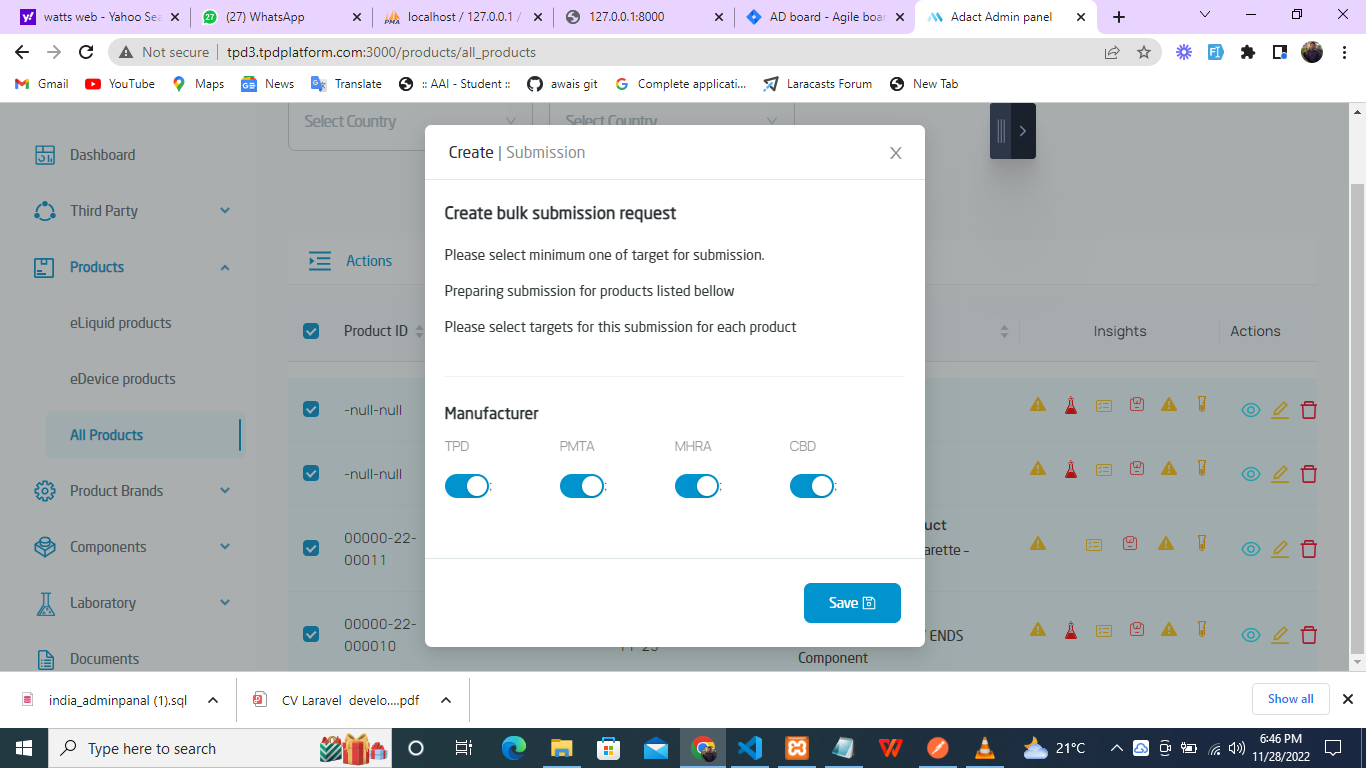 watts web - Yahoo Sea
(27) WhatsApp
localhost / 127.0.0.1 /
127.0.0.1:8000
AD board - Agile boar
Adact Admin panel
Not secure
tpd3.tpdplatform.com:3000/products/all_products
Gmail
YouTube
Maps
News
Translate
:: AAI - Student ::
awais git
Complete applicati...
Laracasts Forum
New Tab
Select Country
Select Country
Dashboard
Third Party
Products
eLiquid products
eDevice products
All Products
Product Brands
Components
Laboratory
Documents
Actions
Product ID
Insights
Actions
-null-null
-null-null
00000-22-
00011
00000-22-
000010
uct
arette –
/ ENDS
Component
11-25
Create | Submission
X
Create bulk submission request
Please select minimum one of target for submission.
Preparing submission for products listed bellow
Please select targets for this submission for each product
Manufacturer
TPD
PMTA
MHRA
CBD
;
;
;
;
Save
india_adminpanal (1).sql
CV Laravel develo....pdf
Show all
Type here to search
21°C
6:46 PM
11/28/2022